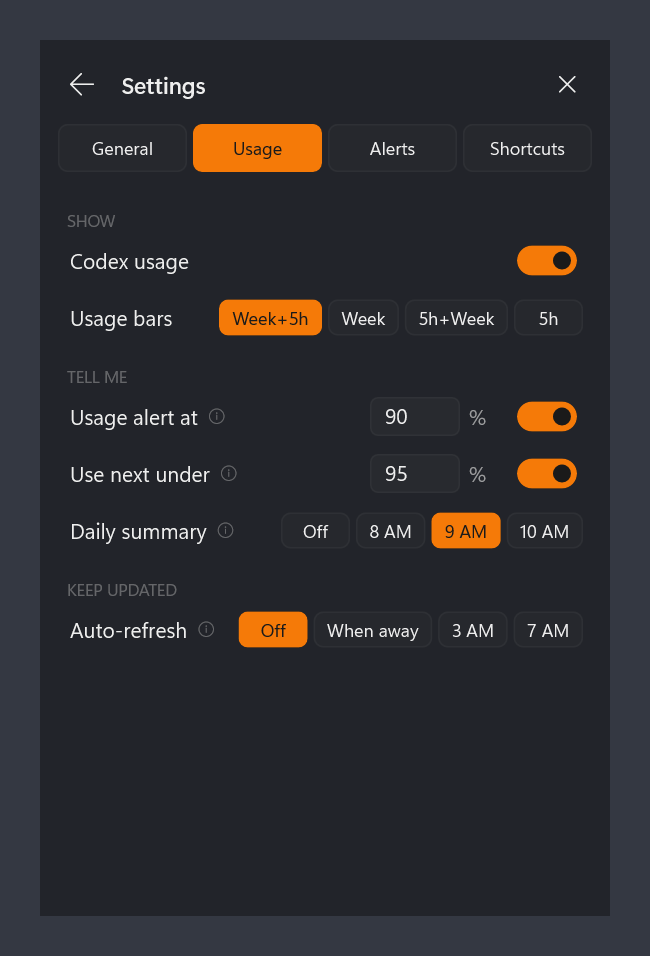 Settings
General Usage Alerts Shortcuts
SHOW
Codex usage
Usage bars Week+5h Week 5h+Week 5h
TELL ME
Usage alert at 90 %
Use next under 95 %
Daily summary Off 8 AM 9 AM 10 AM
KEEP UPDATED
Auto-refresh Off When away 3 AM 7 AM